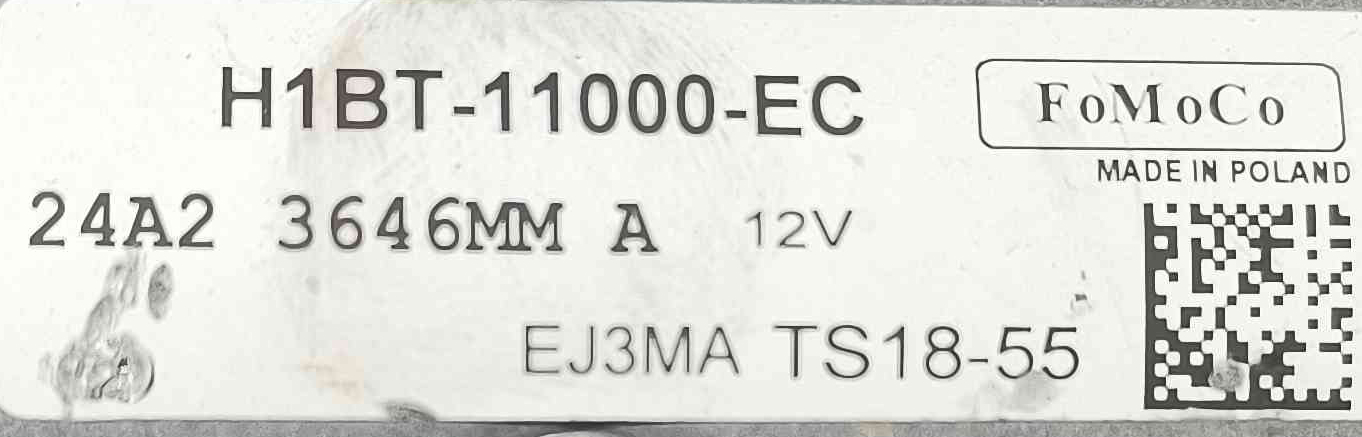 H1BT-11000-EC
FoMoCo
MADE IN POLAND
24A2 3646MM A 12V
EJ3MA TS18-55